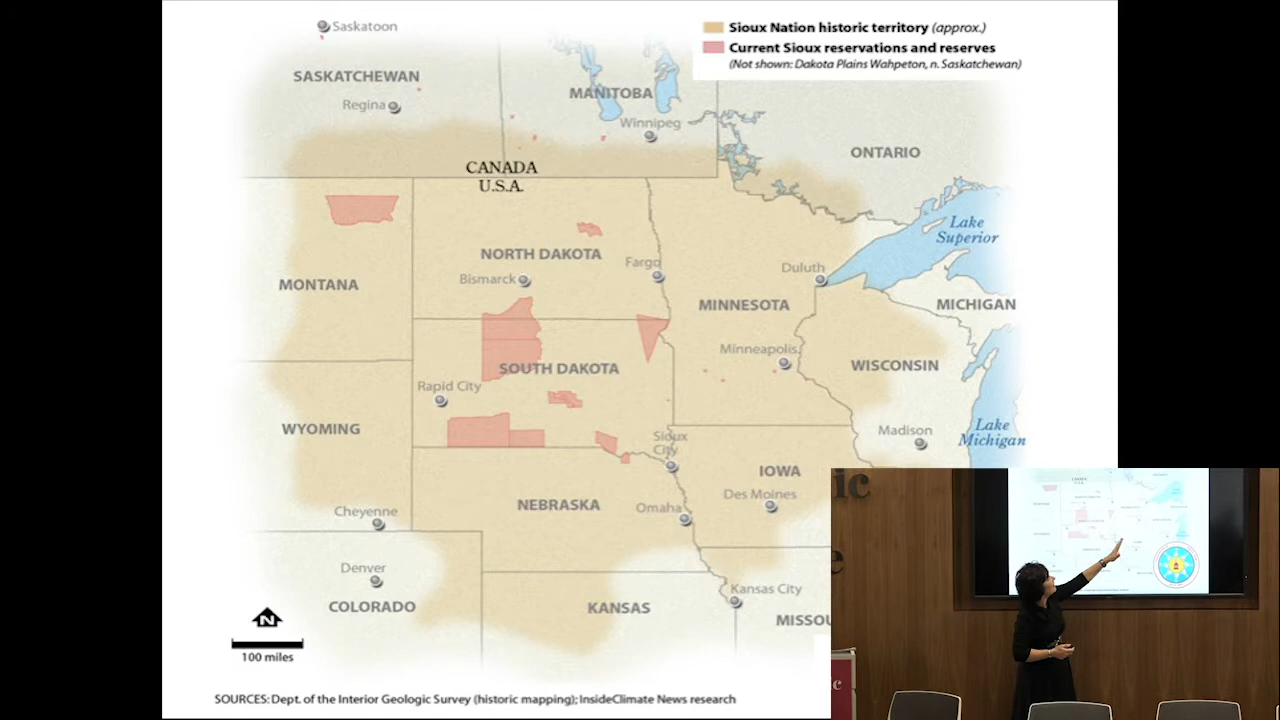 Saskatoon
Sioux Nation historic territory (approx.)
Current Sioux reservations and reserves
(Not shown: Dakota Plains Wahpeton, n. Saskatchewan)
SASKATCHEWAN
MANITOBA
Regina
Winnipeg
ONTARIO
CANADA
U.S.A.
Lake
Superior
NORTH DAKOTA
Fargo
Duluth
Bismarck
MONTANA
MINNESOTA
MICHIGAN
Minneapolis
SOUTH DAKOTA
WISCONSIN
Rapid City
WYOMING
Sioux
City
Madison
Lake
Michigan
IOWA
Des Moines
NEBRASKA
Omaha
Cheyenne
Denver
COLORADO
KANSAS
Kansas City
MISSOU
N
100 miles
SOURCES: Dept. of the Interior Geologic Survey (historic mapping); InsideClimate News research
ic
e
c